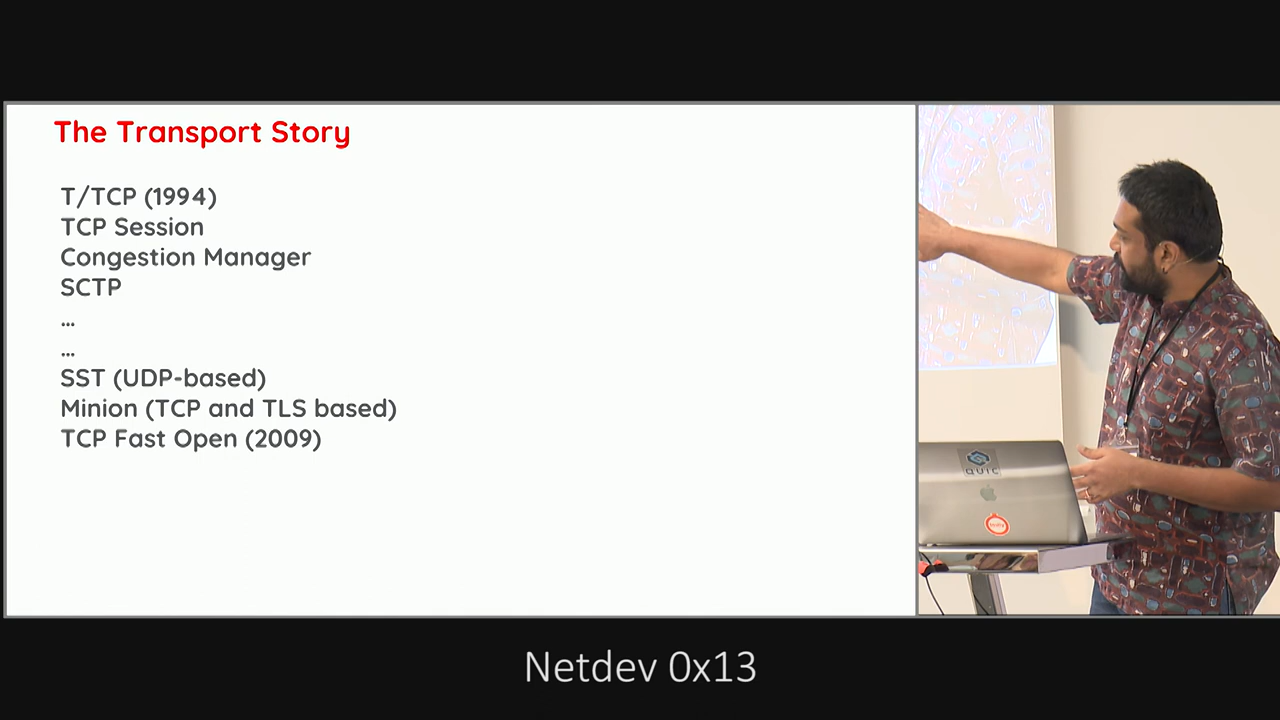 The Transport Story
T/TCP (1994)
TCP Session
Congestion Manager
SCTP
...
...
SST (UDP-based)
Minion (TCP and TLS based)
TCP Fast Open (2009)
QUIC
Netdev 0x13